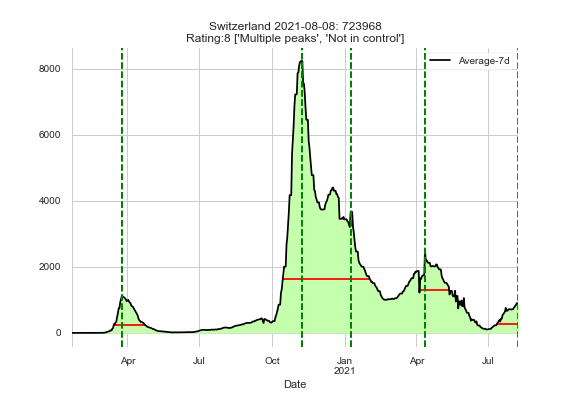 Switzerland 2021-08-08: 723968
Rating:8 ['Multiple peaks', 'Not in control']
Average-7d
8000
6000
4000
2000
0
Apr
Jul
Oct
Jan
2021
Apr
Jul
Date